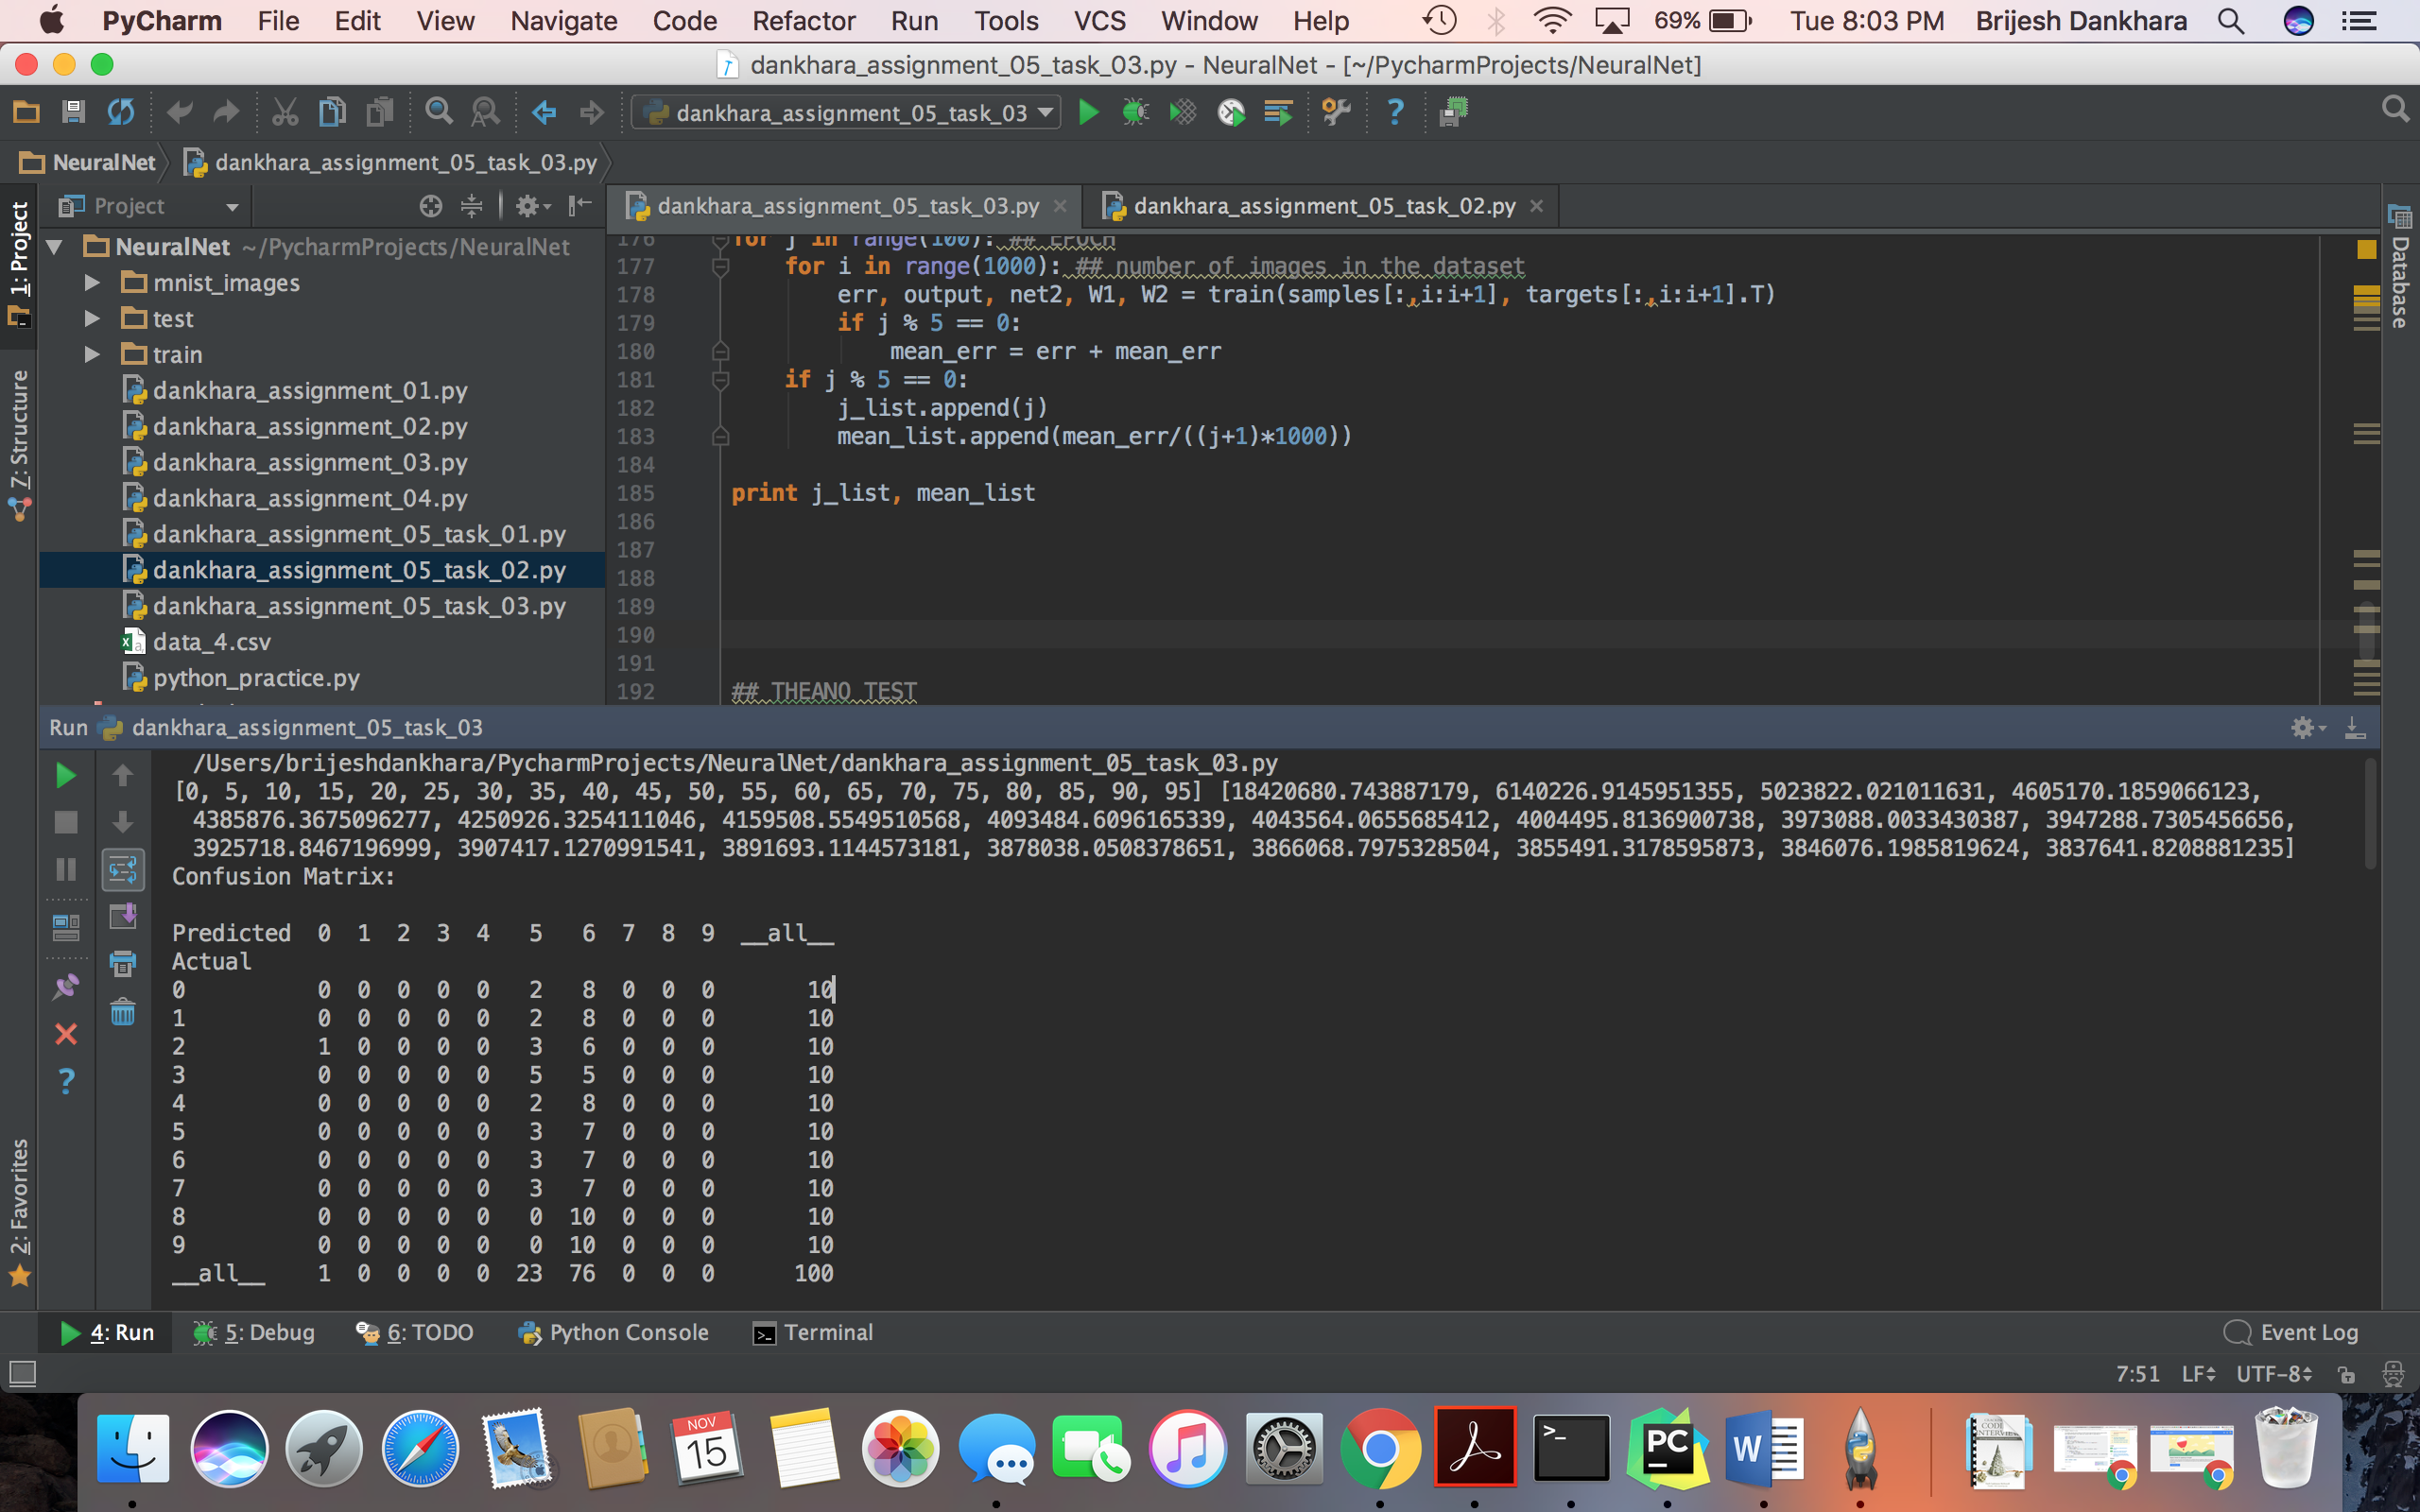 PyCharm File Edit View Navigate Code Refactor Run Tools VCS Window Help 69% Tue 8:03 PM Brijesh Dankhara
dankhara_assignment_05_task_03.py - NeuralNet - [~/PycharmProjects/NeuralNet]
dankhara_assignment_05_task_03
NeuralNet dankhara_assignment_05_task_03.py
1: Project
7: Structure
2: Favorites
Project
NeuralNet ~/PycharmProjects/NeuralNet
mnist_images
test
train
dankhara_assignment_01.py
dankhara_assignment_02.py
dankhara_assignment_03.py
dankhara_assignment_04.py
dankhara_assignment_05_task_01.py
dankhara_assignment_05_task_02.py
dankhara_assignment_05_task_03.py
data_4.csv
python_practice.py
dankhara_assignment_05_task_03.py dankhara_assignment_05_task_02.py
Database
176 for j in range(100): ## EPOCH
177 for i in range(1000): ## number of images in the dataset
178 err, output, net2, W1, W2 = train(samples[:,i:i+1], targets[:,i:i+1].T)
179 if j % 5 == 0:
180 mean_err = err + mean_err
181 if j % 5 == 0:
182 j_list.append(j)
183 mean_list.append(mean_err/((j+1)*1000))
184
185 print j_list, mean_list
186
187
188
189
190
191
192 ## THEANO TEST
Run dankhara_assignment_05_task_03
/Users/brijeshdankhara/PycharmProjects/NeuralNet/dankhara_assignment_05_task_03.py
[0, 5, 10, 15, 20, 25, 30, 35, 40, 45, 50, 55, 60, 65, 70, 75, 80, 85, 90, 95] [18420680.743887179, 6140226.9145951355, 5023822.021011631, 4605170.1859066123,
4385876.3675096277, 4250926.3254111046, 4159508.5549510568, 4093484.6096165339, 4043564.0655685412, 4004495.8136900738, 3973088.0033430387, 3947288.7305456656,
3925718.8467196999, 3907417.1270991541, 3891693.1144573181, 3878038.0508378651, 3866068.7975328504, 3855491.3178595873, 3846076.1985819624, 3837641.8208881235]
Confusion Matrix:
Predicted 0 1 2 3 4 5 6 7 8 9 __all__
Actual
0 0 0 0 0 0 2 8 0 0 0 10
1 0 0 0 0 0 2 8 0 0 0 10
2 1 0 0 0 0 3 6 0 0 0 10
3 0 0 0 0 0 5 5 0 0 0 10
4 0 0 0 0 0 2 8 0 0 0 10
5 0 0 0 0 0 3 7 0 0 0 10
6 0 0 0 0 0 3 7 0 0 0 10
7 0 0 0 0 0 3 7 0 0 0 10
8 0 0 0 0 0 0 10 0 0 0 10
9 0 0 0 0 0 0 10 0 0 0 10
__all__ 1 0 0 0 0 23 76 0 0 0 100
4: Run 5: Debug 6: TODO Python Console Terminal Event Log
7:51 LF UTF-8
NOV
15
>_
PC
W